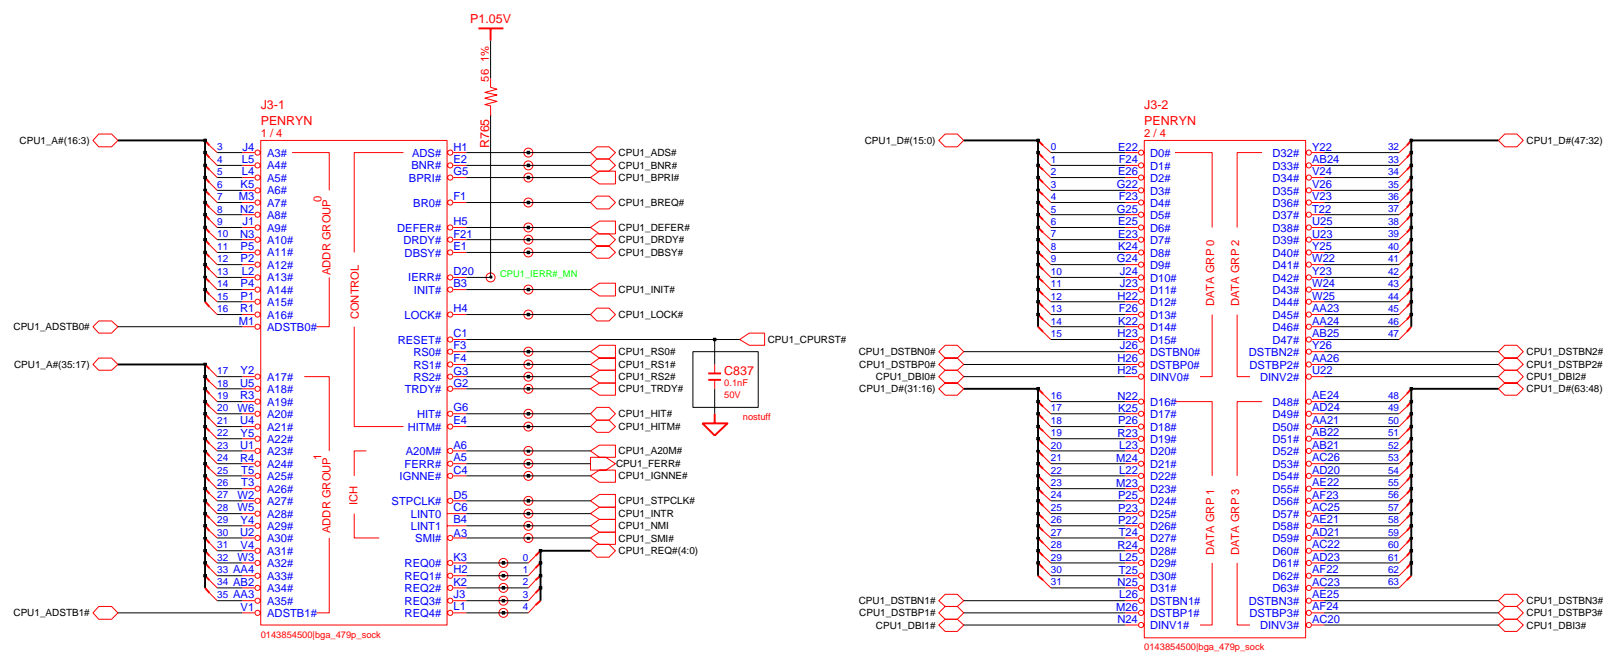 P1.05V
56 1%
R765
J3-1
PENRYN
1 / 4
CPU1_A#(16:3)
3 J4 A3#
4 L5 A4#
5 L4 A5#
6 K5 A6#
7 M3 A7#
8 N2 A8#
9 J1 A9#
10 N3 A10#
11 P5 A11#
12 P2 A12#
13 L2 A13#
14 P4 A14#
15 P1 A15#
16 R1 A16#
CPU1_ADSTB0# M1 ADSTB0#
ADDR GROUP 0
CPU1_A#(35:17)
17 Y2 A17#
18 U5 A18#
19 R3 A19#
20 W6 A20#
21 U4 A21#
22 Y5 A22#
23 U1 A23#
24 R4 A24#
25 T5 A25#
26 T3 A26#
27 W2 A27#
28 W5 A28#
29 Y4 A29#
30 U2 A30#
31 V4 A31#
32 W3 A32#
33 AA4 A33#
34 AB2 A34#
35 AA3 A35#
CPU1_ADSTB1# V1 ADSTB1#
ADDR GROUP 1
CONTROL
ADS# H1 CPU1_ADS#
BNR# E2 CPU1_BNR#
BPRI# G5 CPU1_BPRI#
BR0# F1 CPU1_BREQ#
DEFER# H5 CPU1_DEFER#
DRDY# F21 CPU1_DRDY#
DBSY# E1 CPU1_DBSY#
IERR# D20 CPU1_IERR#_MN
INIT# B3 CPU1_INIT#
LOCK# H4 CPU1_LOCK#
RESET# C1 CPU1_CPURST#
RS0# F3 CPU1_RS0#
RS1# F4 CPU1_RS1#
RS2# G3 CPU1_RS2#
TRDY# G2 CPU1_TRDY#
HIT# G6 CPU1_HIT#
HITM# E4 CPU1_HITM#
C837
0.1nF
50V
nostuff
ICH
A20M# A6 CPU1_A20M#
FERR# A5 CPU1_FERR#
IGNNE# C4 CPU1_IGNNE#
STPCLK# D5 CPU1_STPCLK#
LINT0 C6 CPU1_INTR
LINT1 B4 CPU1_NMI
SMI# A3 CPU1_SMI#
CPU1_REQ#(4:0)
REQ0# K3 0
REQ1# H2 1
REQ2# K2 2
REQ3# J3 3
REQ4# L1 4
0143854500|bga_479p_sock
J3-2
PENRYN
2 / 4
CPU1_D#(15:0)
0 E22 D0#
1 F24 D1#
2 E26 D2#
3 G22 D3#
4 F23 D4#
5 G25 D5#
6 E25 D6#
7 E23 D7#
8 K24 D8#
9 G24 D9#
10 J24 D10#
11 J23 D11#
12 H22 D12#
13 F26 D13#
14 K22 D14#
15 H23 D15#
CPU1_DSTBN0# J26 DSTBN0#
CPU1_DSTBP0# H26 DSTBP0#
CPU1_DBI0# H25 DINV0#
DATA GRP 0
CPU1_D#(31:16)
16 N22 D16#
17 K25 D17#
18 P26 D18#
19 R23 D19#
20 L23 D20#
21 M24 D21#
22 L22 D22#
23 M23 D23#
24 P25 D24#
25 P23 D25#
26 P22 D26#
27 T24 D27#
28 R24 D28#
29 L25 D29#
30 T25 D30#
31 N25 D31#
CPU1_DSTBN1# L26 DSTBN1#
CPU1_DSTBP1# M26 DSTBP1#
CPU1_DBI1# N24 DINV1#
DATA GRP 1
DATA GRP 2
CPU1_D#(47:32)
D32# Y22 32
D33# AB24 33
D34# V24 34
D35# V26 35
D36# V23 36
D37# T22 37
D38# U25 38
D39# U23 39
D40# Y25 40
D41# W22 41
D42# Y23 42
D43# W24 43
D44# W25 44
D45# AA23 45
D46# AA24 46
D47# AB25 47
DSTBN2# Y26 CPU1_DSTBN2#
DSTBP2# AA26 CPU1_DSTBP2#
DINV2# U22 CPU1_DBI2#
DATA GRP 3
CPU1_D#(63:48)
D48# AE24 48
D49# AD24 49
D50# AA21 50
D51# AB22 51
D52# AB21 52
D53# AC26 53
D54# AD20 54
D55# AE22 55
D56# AF23 56
D57# AC25 57
D58# AE21 58
D59# AD21 59
D60# AC22 60
D61# AD23 61
D62# AF22 62
D63# AC23 63
DSTBN3# AE25 CPU1_DSTBN3#
DSTBP3# AF24 CPU1_DSTBP3#
DINV3# AC20 CPU1_DBI3#
0143854500|bga_479p_sock